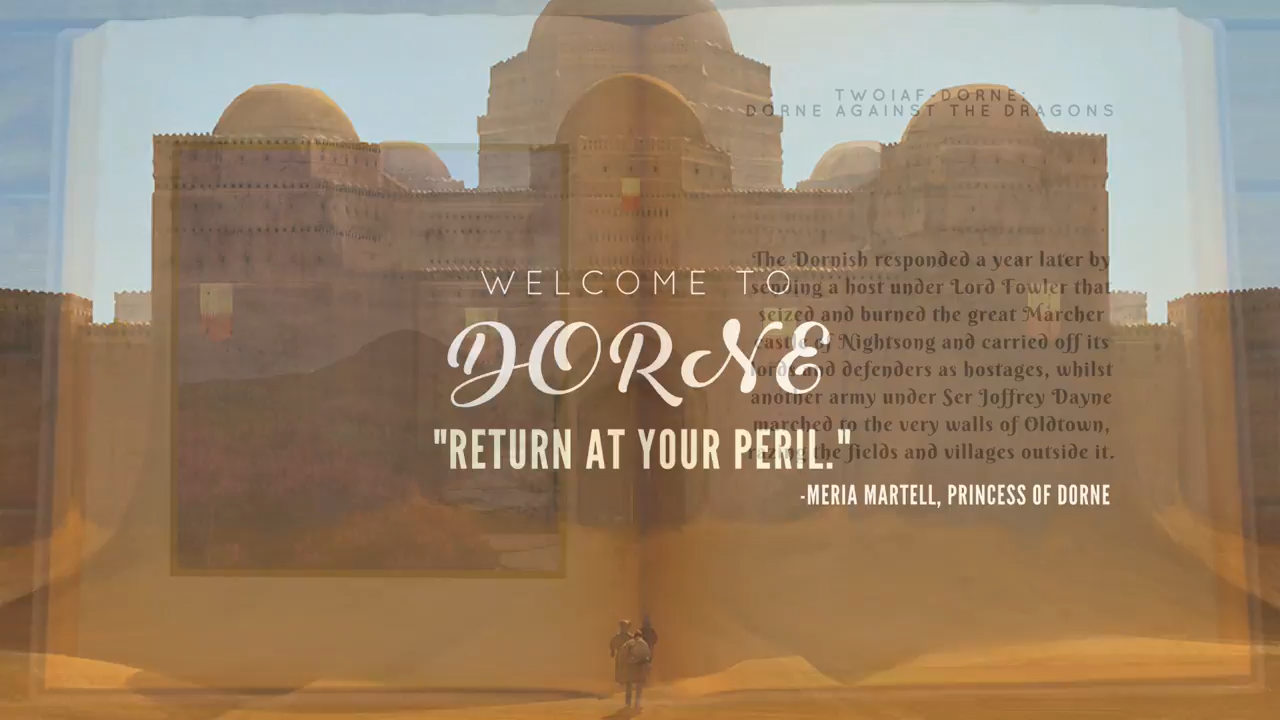 TWOIAF-DORNE:
DORNE AGAINST THE DRAGONS
The Dornish responded a year later by
sending a host under Lord Fowler that
seized and burned the great Marcher
castle of Nightsong and carried off its
lords and defenders as hostages, whilst
another army under Ser Joffrey Dayne
marched to the very walls of Oldtown,
razing the fields and villages outside it.
WELCOME TO
DORNE
"RETURN AT YOUR PERIL."
-MERIA MARTELL, PRINCESS OF DORNE